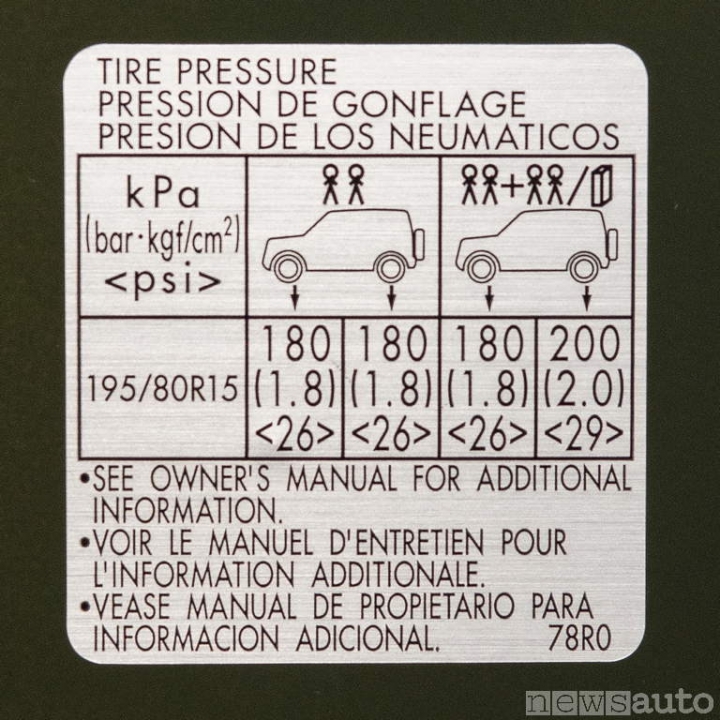 TIRE PRESSURE
PRESSION DE GONFLAGE
PRESION DE LOS NEUMATICOS
kPa
(bar·kgf/cm²)
<psi>
+ /
195/80R15 180 180 180 200
(1.8) (1.8) (1.8) (2.0)
<26> <26> <26> <29>
•SEE OWNER'S MANUAL FOR ADDITIONAL
INFORMATION.
•VOIR LE MANUEL D'ENTRETIEN POUR
L'INFORMATION ADDITIONALE.
•VEASE MANUAL DE PROPIETARIO PARA
INFORMACION ADICIONAL. 78R0
newsauto